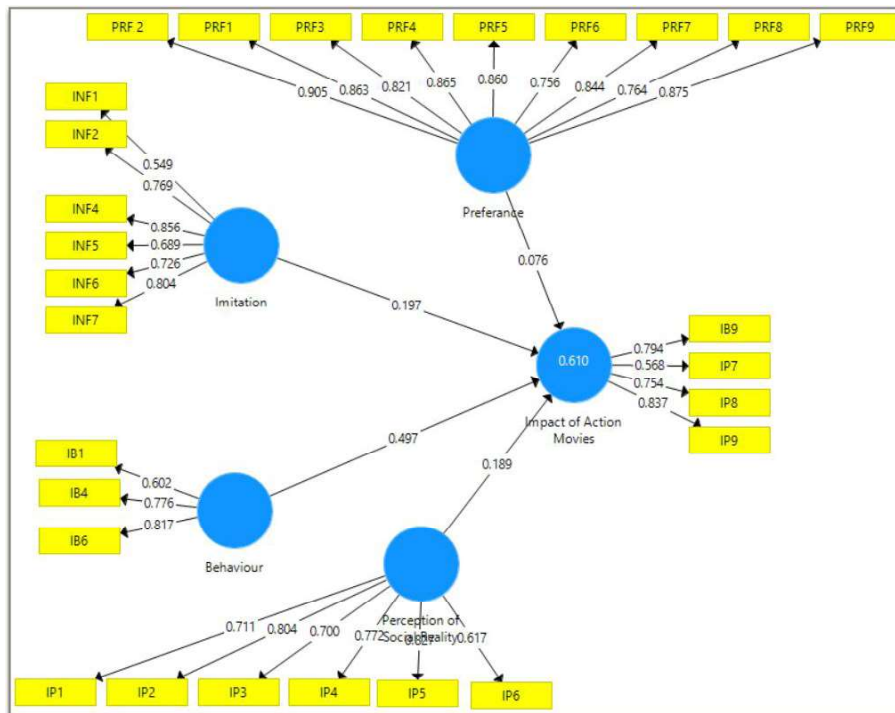 PRF 2 PRF1 PRF3 PRF4 PRF5 PRF6 PRF7 PRF8 PRF9
0.905 0.863 0.821 0.865 0.860 0.756 0.844 0.764 0.875
Preferance
0.076
INF1
INF2
INF4
INF5
INF6
INF7
0.549
0.769
0.856
0.689
0.726
0.804
Imitation
0.197
IB1
IB4
IB6
0.602
0.776
0.817
Behaviour
0.497
0.610
Impact of Action
Movies
0.794
0.568
0.754
0.837
IB9
IP7
IP8
IP9
0.189
Perception of
Social Reality
0.711 0.804 0.700 0.772 0.617
IP1 IP2 IP3 IP4 IP5 IP6